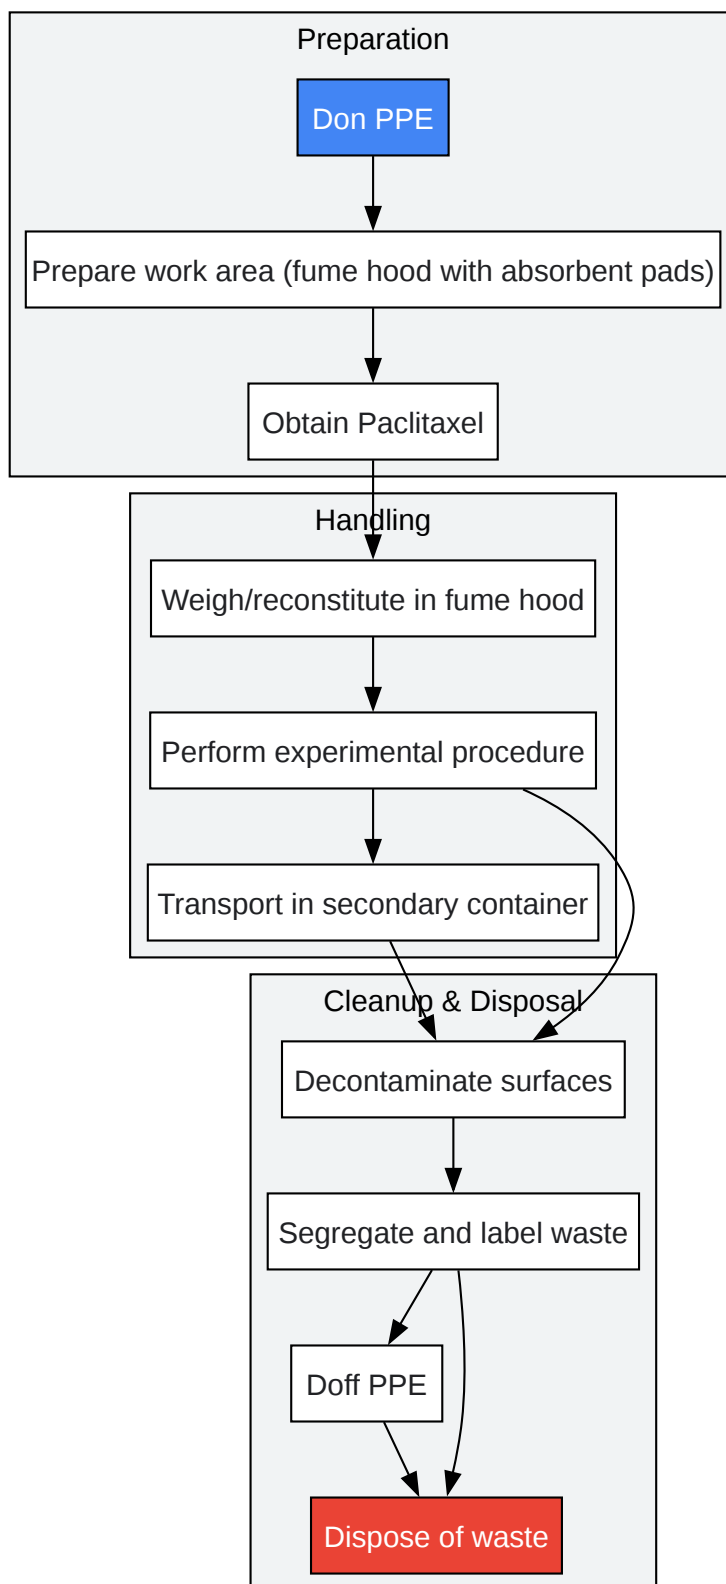 Preparation
Don PPE
Prepare work area (fume hood with absorbent pads)
Obtain Paclitaxel
Handling
Weigh/reconstitute in fume hood
Perform experimental procedure
Transport in secondary container
Cleanup & Disposal
Decontaminate surfaces
Segregate and label waste
Doff PPE
Dispose of waste